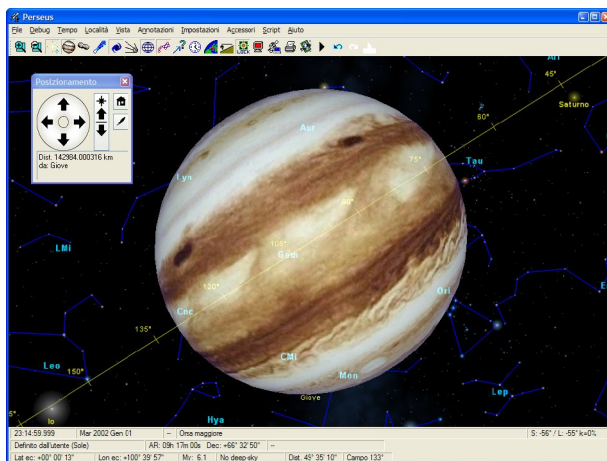 Perseus
File Debug Tempo Località Vista Annotazioni Impostazioni Accessori Script Aiuto
LOCK
Posizionamento
Dist. 142984.000316 km
da: Giove
Ari
45°
Saturno
60°
Aur
75°
Tau
Lyn
90°
LMi
105°
Gem
120°
Ori
E
Cnc
135°
CMi
Leo
150°
Mon
Lep
Giove
5°
Io
Hya
23:14:59.999 Mar 2002 Gen 01 -- Orsa maggiore S: -56° / L: -55° k=0%
Definito dall'utente (Sole) AR: 09h 17m 00s Dec: +66° 32' 50" --
Lat ec: +00° 00' 13" Lon ec: +100° 39' 57" Mv: 6.1 No deep-sky Dist. 45° 35' 10" Campo 133°